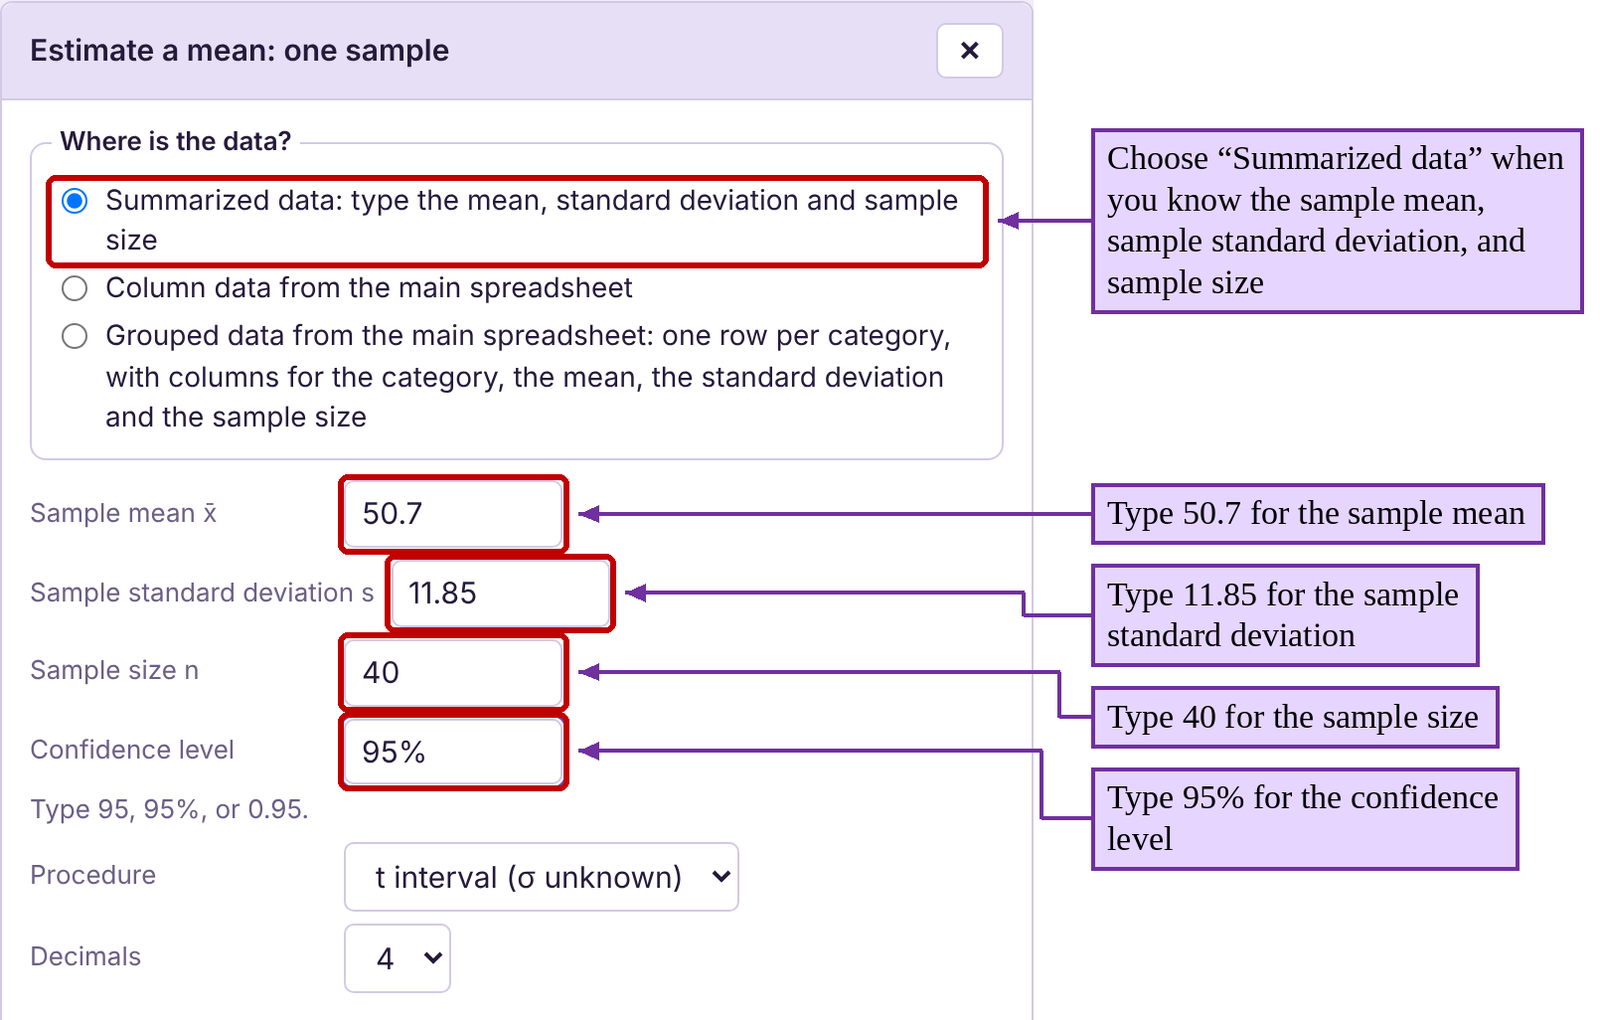 Estimate a mean: one sample
×
Where is the data?
Summarized data: type the mean, standard deviation and sample
size
Column data from the main spreadsheet
Grouped data from the main spreadsheet: one row per category,
with columns for the category, the mean, the standard deviation
and the sample size
Choose “Summarized data” when
you know the sample mean,
sample standard deviation, and
sample size
Sample mean x̄
50.7
Type 50.7 for the sample mean
Sample standard deviation s
11.85
Type 11.85 for the sample
standard deviation
Sample size n
40
Type 40 for the sample size
Confidence level
95%
Type 95% for the confidence
level
Type 95, 95%, or 0.95.
Procedure
t interval (σ unknown)
Decimals
4